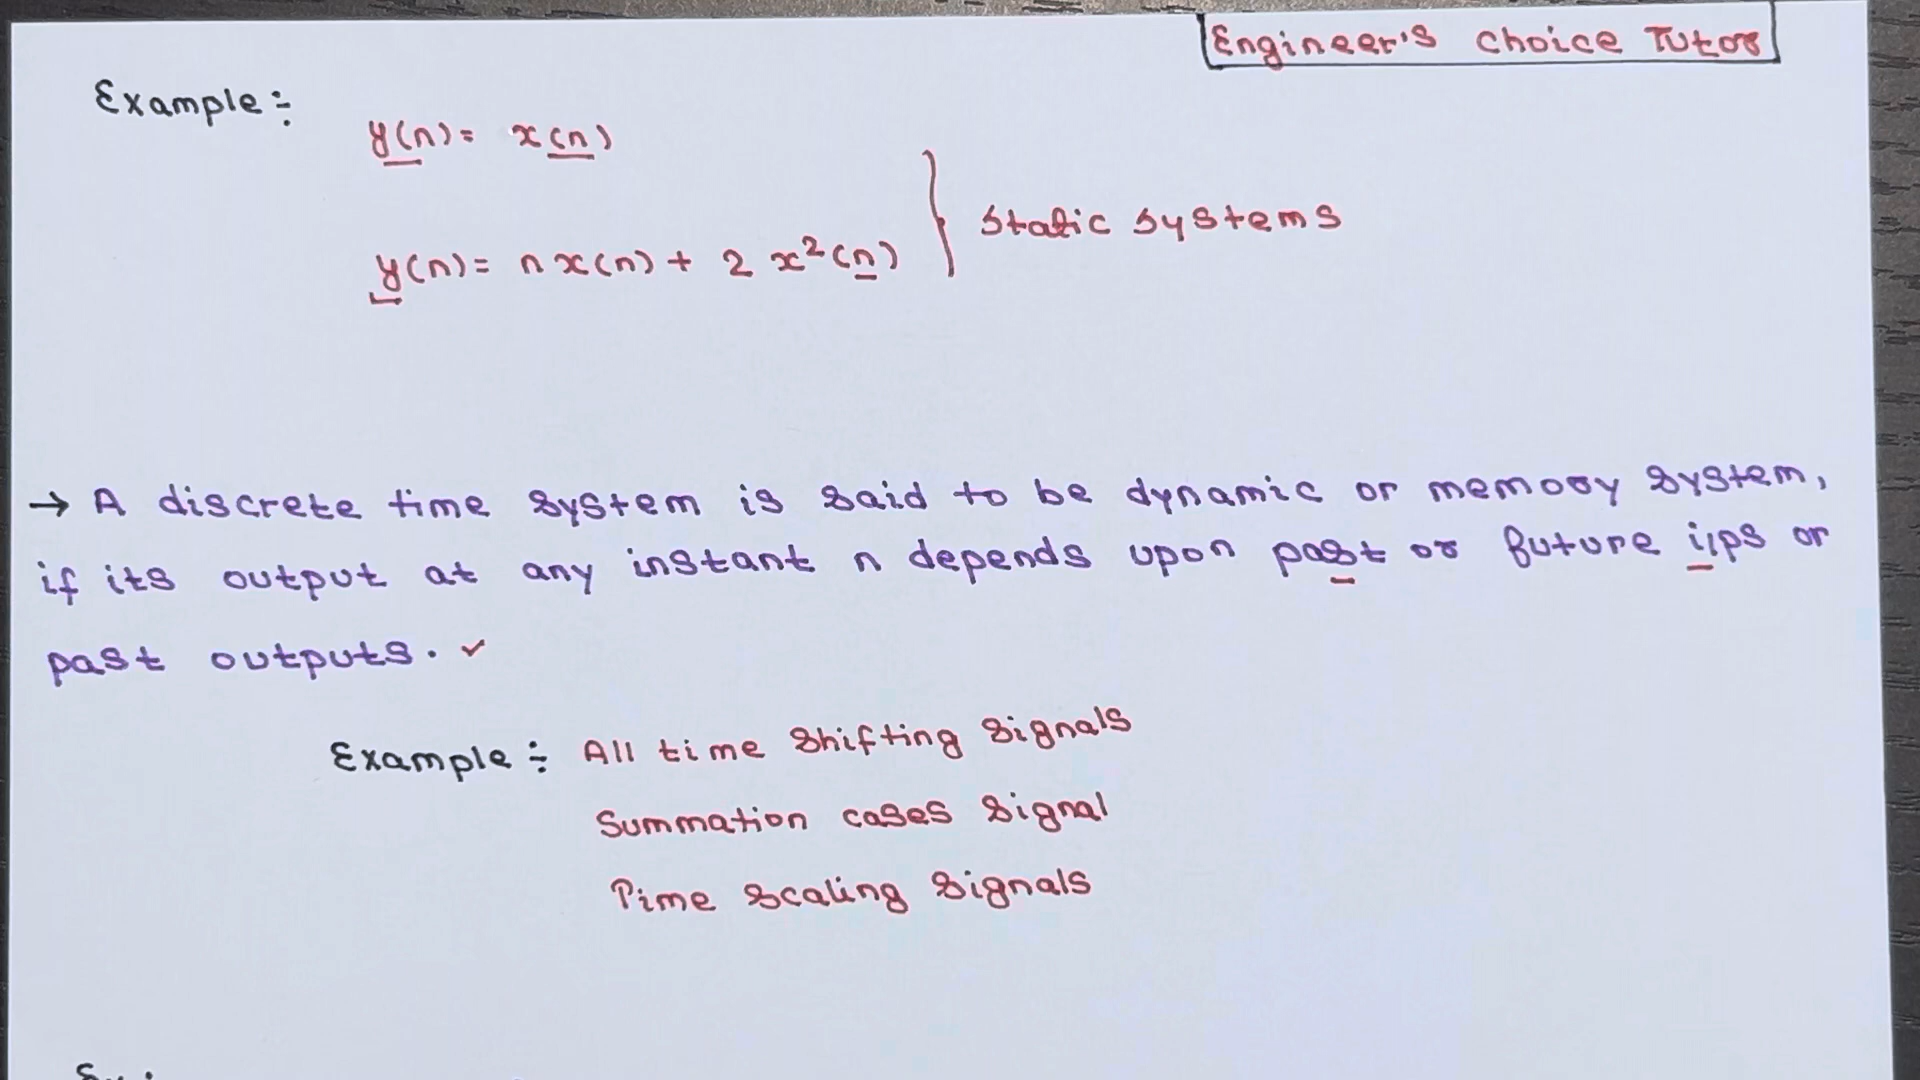 Engineer's choice Tutor
Example:-
y(n) = x(n)
y(n) = n x(n) + 2 x²(n) } Static systems
→ A discrete time system is said to be dynamic or memory system,
if its output at any instant n depends upon past or future i/ps or
past outputs. ✓
Example:- All time shifting signals
Summation cases signal
Time scaling signals